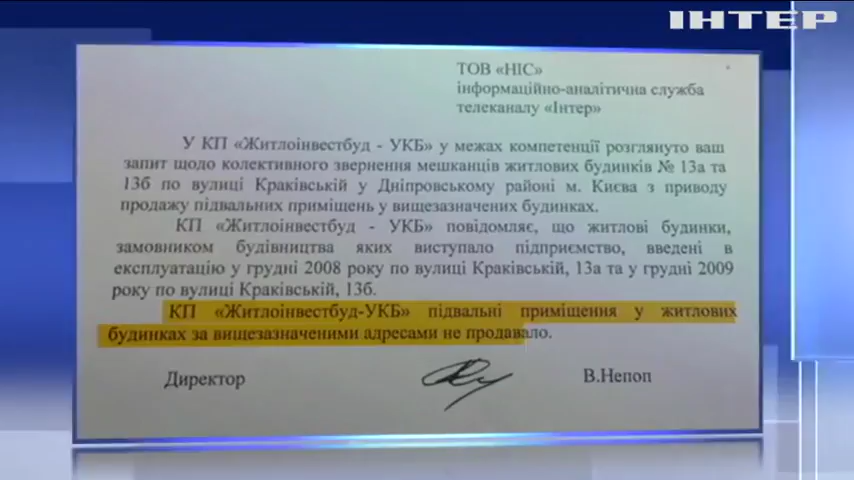 ІНТЕР
ТОВ «НІС»
інформаційно-аналітична служба
телеканалу «Інтер»
У КП «Житлоінвестбуд - УКБ» у межах компетенції розглянуто ваш
запит щодо колективного звернення мешканців житлових будинків № 13а та
13б по вулиці Краківській у Дніпровському районі м. Києва з приводу
продажу підвальних приміщень у вищезазначених будинках.
КП «Житлоінвестбуд - УКБ» повідомляє, що житлові будинки,
замовником будівництва яких виступало підприємство, введені в
експлуатацію у грудні 2008 року по вулиці Краківській, 13а та у грудні 2009
року по вулиці Краківській, 13б.
КП «Житлоінвестбуд-УКБ» підвальні приміщення у житлових
будинках за вищезазначеними адресами не продавало.
Директор
В.Непоп